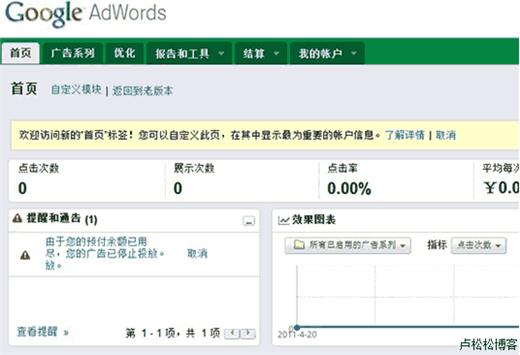 Google AdWords
首页 广告系列 优化 报告和工具 结算 我的帐户
首页 自定义模块 | 返回到老版本
欢迎访问新的"首页"标签！您可以自定义此页，在其中显示最为重要的帐户信息。了解详情 | 取消
点击次数 展示次数 点击率 平均每次
0 0 0.00% ￥0.0
提醒和通告 (1)
由于您的预付余额已用
尽，您的广告已停止投放。 取消
放。
查看提醒 » 第 1 - 1 项，共 1 项
效果图表
所有已启用的广告系列 指标 点击次数
0
2011-4-20
卢松松博客